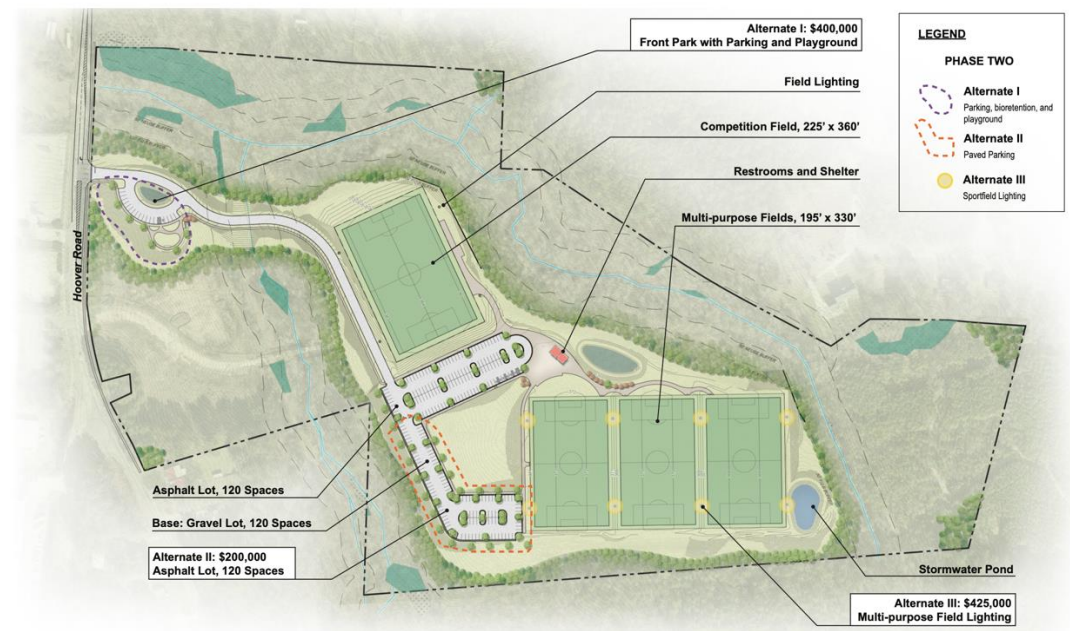 Alternate I: $400,000
Front Park with Parking and Playground
Field Lighting
Competition Field, 225' x 360'
Restrooms and Shelter
Multi-purpose Fields, 195' x 330'
LEGEND
PHASE TWO
Alternate I
Parking, bioretention, and
playground
Alternate II
Paved Parking
Alternate III
Sportfield Lighting
Hoover Road
Asphalt Lot, 120 Spaces
Base: Gravel Lot, 120 Spaces
Alternate II: $200,000
Asphalt Lot, 120 Spaces
Stormwater Pond
Alternate III: $425,000
Multi-purpose Field Lighting